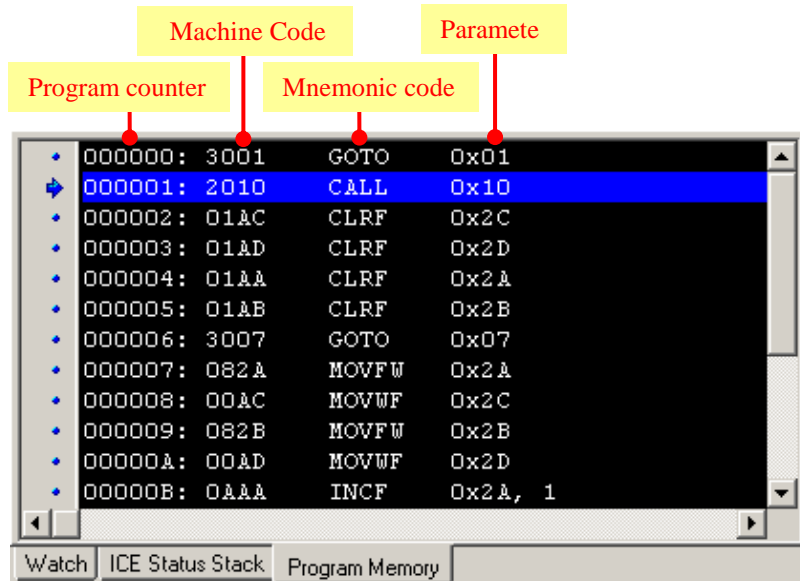 Machine Code
Paramete
Program counter
Mnemonic code
000000: 3001 GOTO 0x01
000001: 2010 CALL 0x10
000002: 01AC CLRF 0x2C
000003: 01AD CLRF 0x2D
000004: 01AA CLRF 0x2A
000005: 01AB CLRF 0x2B
000006: 3007 GOTO 0x07
000007: 082A MOVFW 0x2A
000008: 00AC MOVWF 0x2C
000009: 082B MOVFW 0x2B
00000A: 00AD MOVWF 0x2D
00000B: 0AAA INCF 0x2A, 1
Watch ICE Status Stack Program Memory